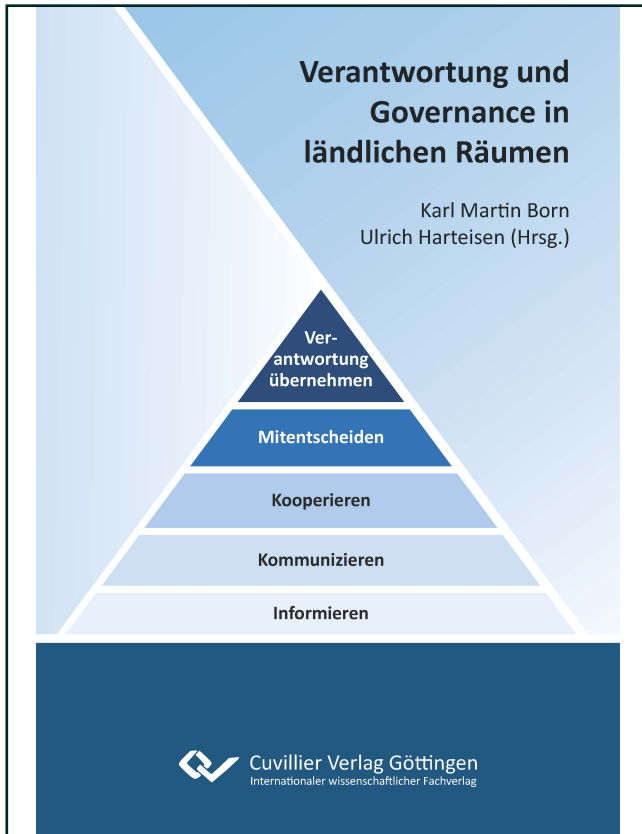 Verantwortung und
Governance in
ländlichen Räumen
Karl Martin Born
Ulrich Harteisen (Hrsg.)
Ver-
antwortung
übernehmen
Mitentscheiden
Kooperieren
Kommunizieren
Informieren
Cuvillier Verlag Göttingen
Internationaler wissenschaftlicher Fachverlag